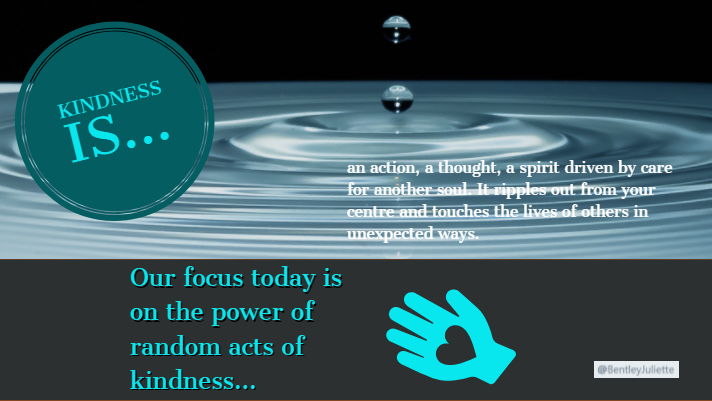 KINDNESS
IS...
an action, a thought, a spirit driven by care
for another soul. It ripples out from your
centre and touches the lives of others in
unexpected ways.
Our focus today is
on the power of
random acts of
kindness...
@BentleyJuliette